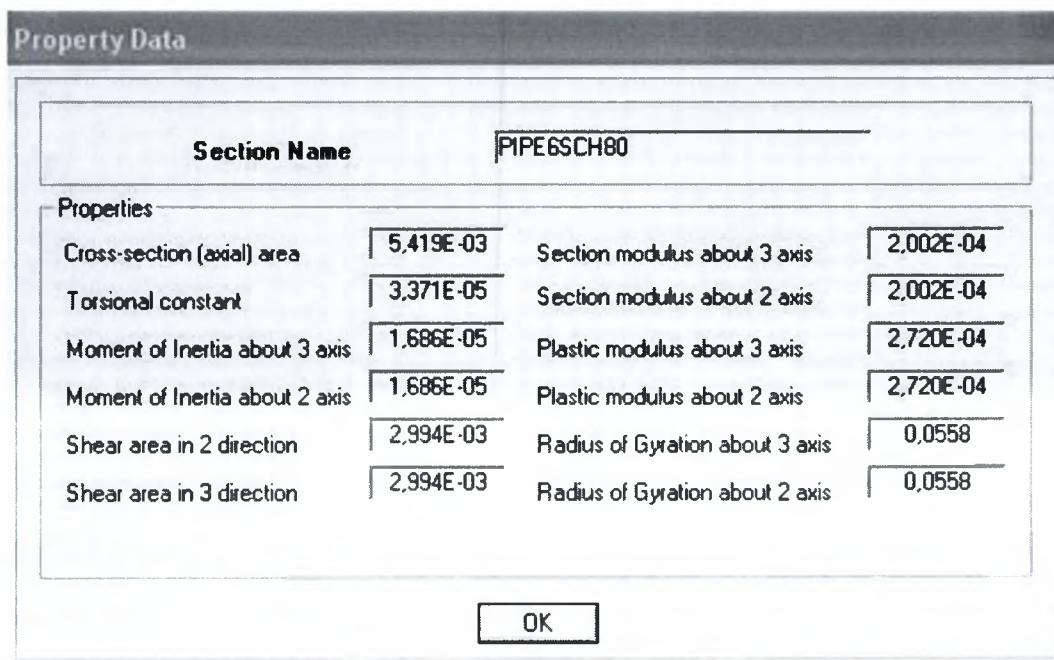 Property Data
Section Name PIPE6SCH80
Properties
Cross-section (axial) area 5,419E-03 Section modulus about 3 axis 2,002E-04
Torsional constant 3,371E-05 Section modulus about 2 axis 2,002E-04
Moment of Inertia about 3 axis 1,686E-05 Plastic modulus about 3 axis 2,720E-04
Moment of Inertia about 2 axis 1,686E-05 Plastic modulus about 2 axis 2,720E-04
Shear area in 2 direction 2,994E-03 Radius of Gyration about 3 axis 0,0558
Shear area in 3 direction 2,994E-03 Radius of Gyration about 2 axis 0,0558
OK